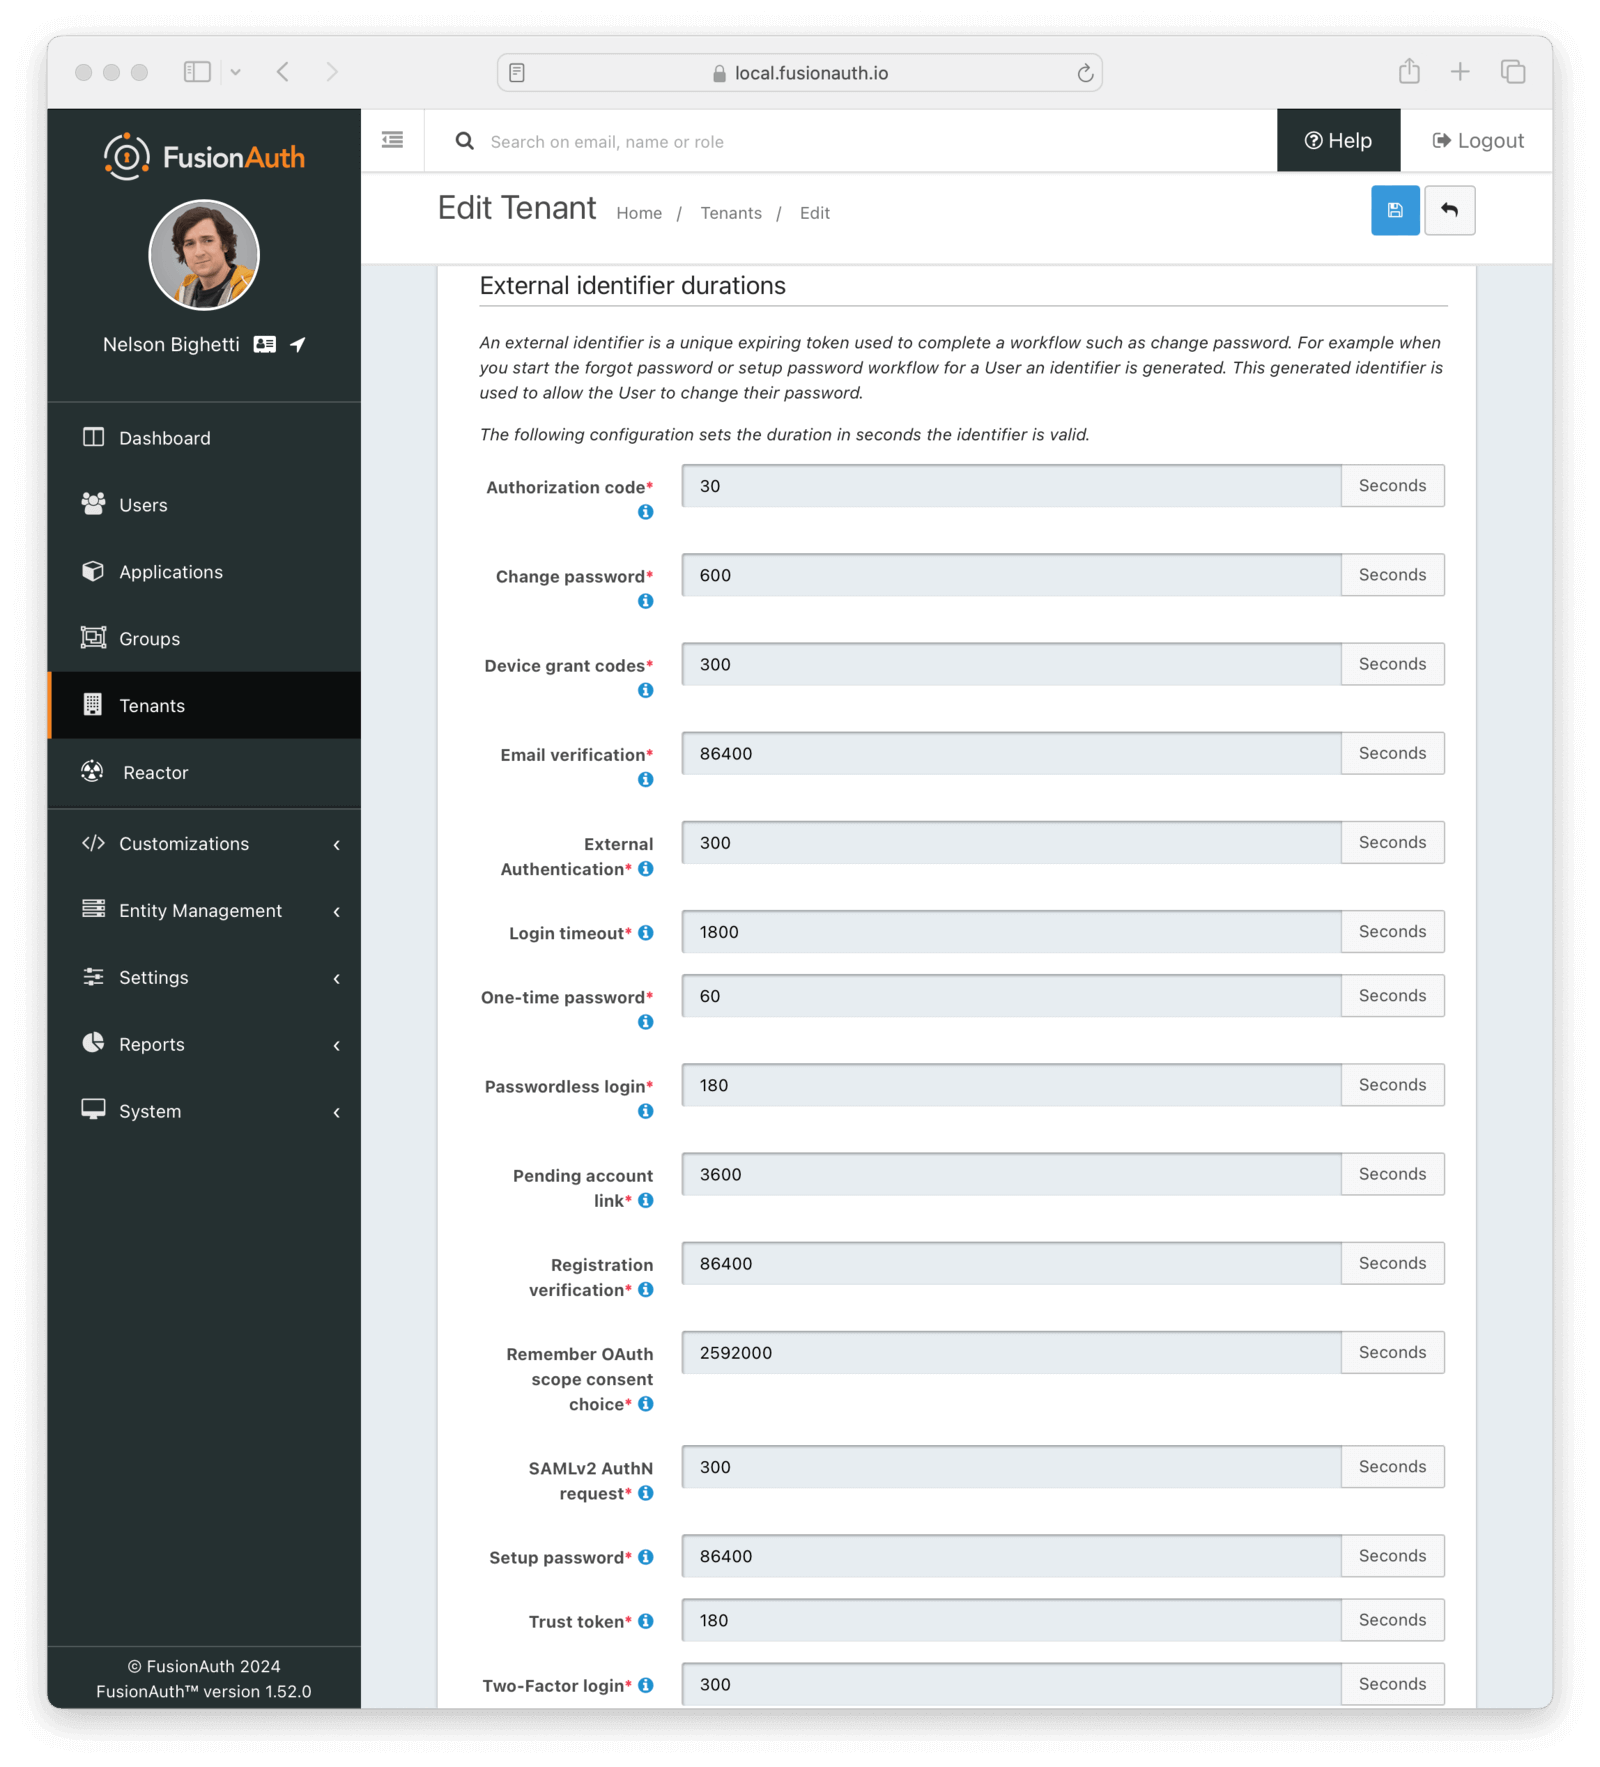 local.fusionauth.io
FusionAuth
Search on email, name or role
Help
Logout
Edit Tenant
Home / Tenants / Edit
Nelson Bighetti
Dashboard
Users
Applications
Groups
Tenants
Reactor
Customizations
Entity Management
Settings
Reports
System
© FusionAuth 2024
FusionAuth™ version 1.52.0
External identifier durations
An external identifier is a unique expiring token used to complete a workflow such as change password. For example when
you start the forgot password or setup password workflow for a User an identifier is generated. This generated identifier is
used to allow the User to change their password.
The following configuration sets the duration in seconds the identifier is valid.
Authorization code* 30 Seconds
Change password* 600 Seconds
Device grant codes* 300 Seconds
Email verification* 86400 Seconds
External
Authentication* 300 Seconds
Login timeout* 1800 Seconds
One-time password* 60 Seconds
Passwordless login* 180 Seconds
Pending account
link* 3600 Seconds
Registration
verification* 86400 Seconds
Remember OAuth
scope consent
choice* 2592000 Seconds
SAMLv2 AuthN
request* 300 Seconds
Setup password* 86400 Seconds
Trust token* 180 Seconds
Two-Factor login* 300 Seconds